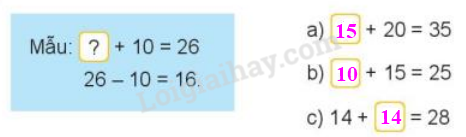 Mẫu: ? + 10 = 26
26 – 10 = 16.
a) 15 + 20 = 35
b) 10 + 15 = 25
c) 14 + 14 = 28
Loigiaihay.com